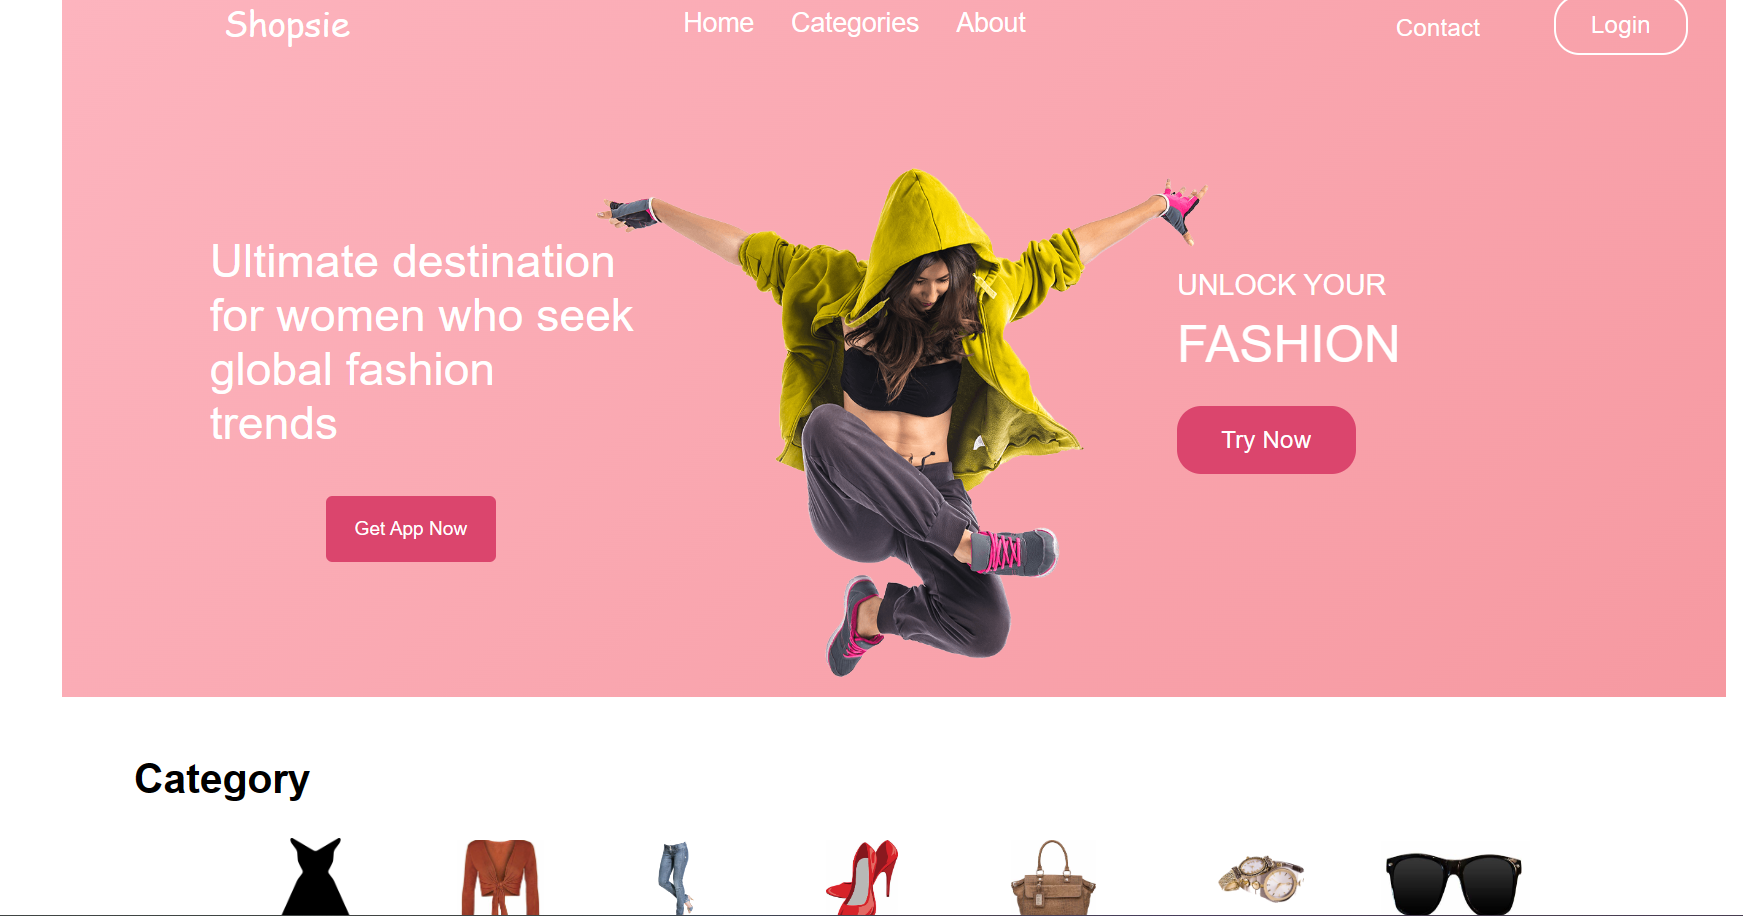 Shopsie
Home Categories About
Contact
Login
Ultimate destination
for women who seek
global fashion
trends
Get App Now
UNLOCK YOUR
FASHION
Try Now
Category